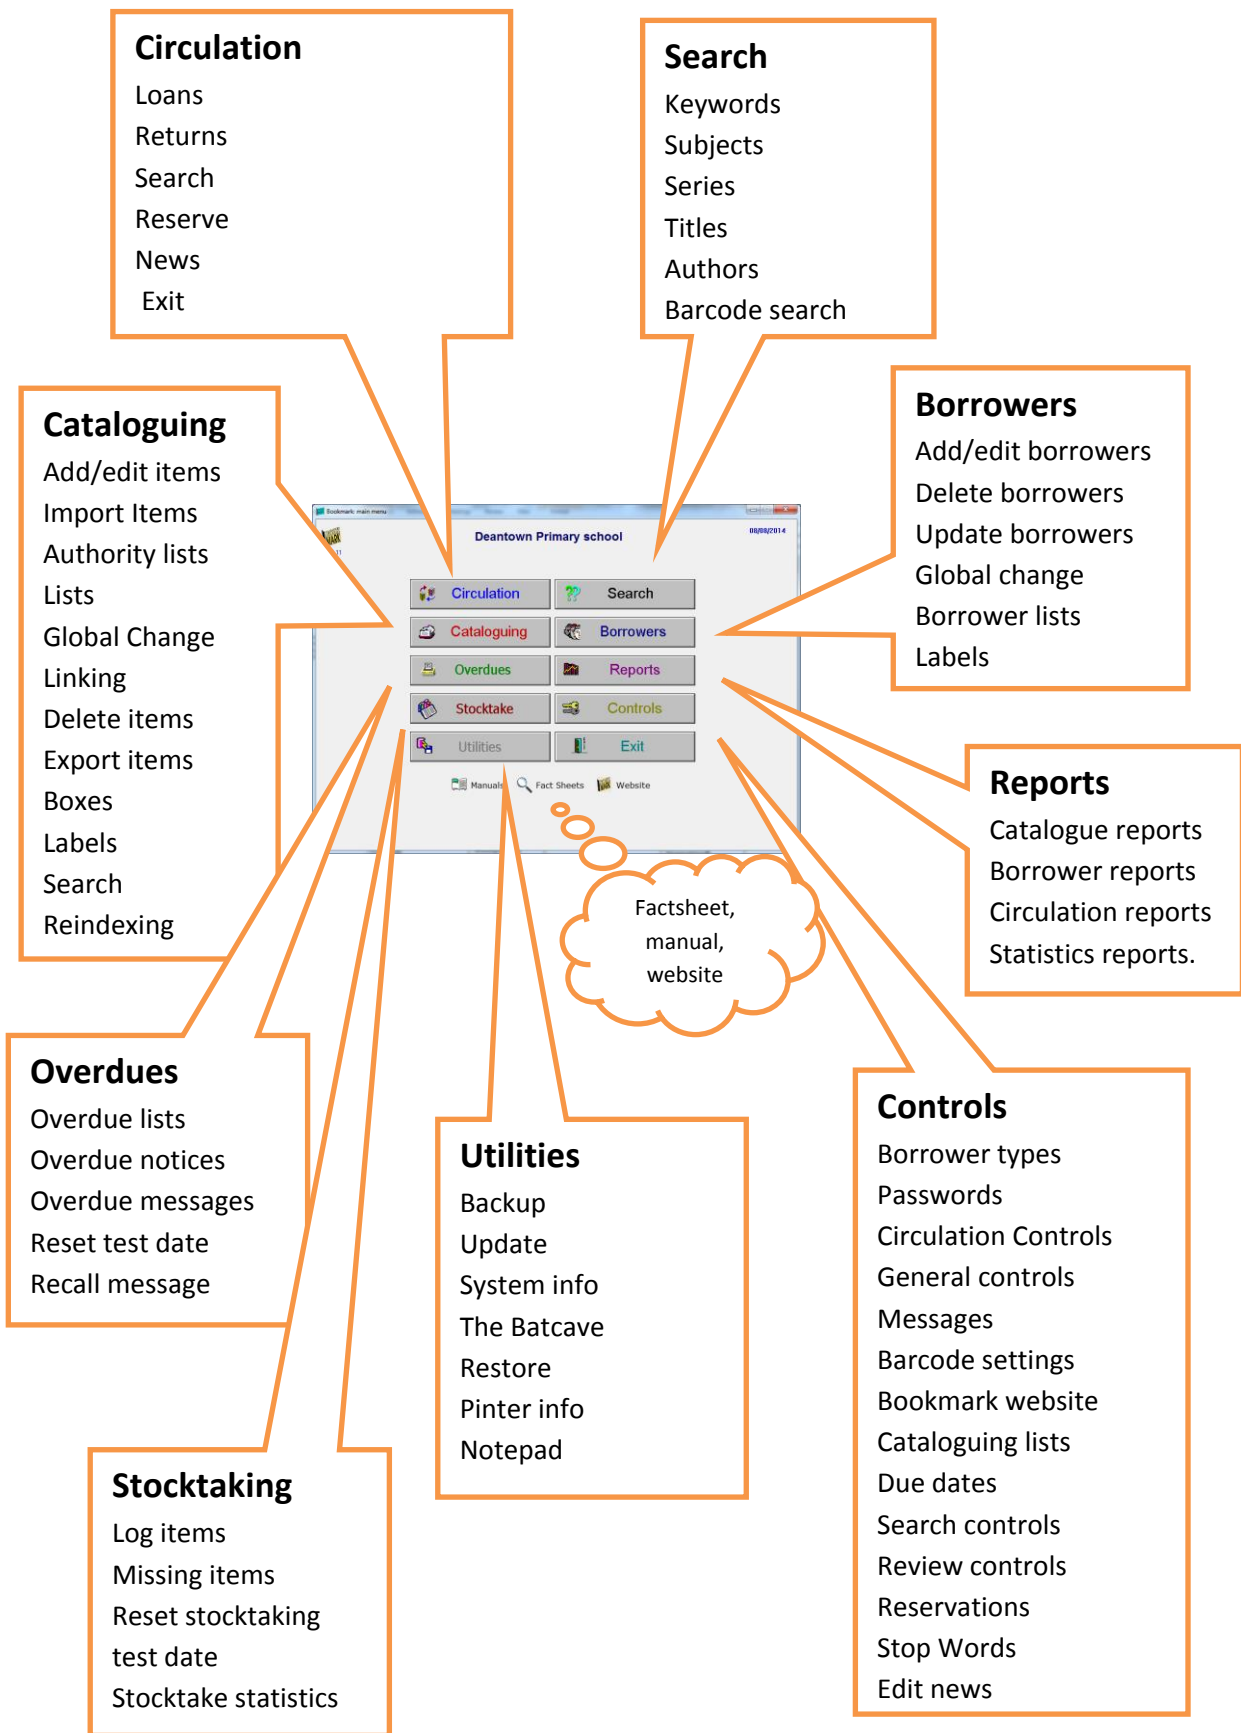 Circulation
Loans
Returns
Search
Reserve
News
Exit
Search
Keywords
Subjects
Series
Titles
Authors
Barcode search
Cataloguing
Add/edit items
Import Items
Authority lists
Lists
Global Change
Linking
Delete items
Export items
Boxes
Labels
Search
Reindexing
Borrowers
Add/edit borrowers
Delete borrowers
Update borrowers
Global change
Borrower lists
Labels
Bookmark: main menu
Deantown Primary school
08/08/2014
Circulation
Search
Cataloguing
Borrowers
Overdues
Reports
Stocktake
Controls
Utilities
Exit
Manuals
Fact Sheets
Website
Reports
Catalogue reports
Borrower reports
Circulation reports
Statistics reports.
Factsheet,
manual,
website
Overdues
Overdue lists
Overdue notices
Overdue messages
Reset test date
Recall message
Utilities
Backup
Update
System info
The Batcave
Restore
Pinter info
Notepad
Controls
Borrower types
Passwords
Circulation Controls
General controls
Messages
Barcode settings
Bookmark website
Cataloguing lists
Due dates
Search controls
Review controls
Reservations
Stop Words
Edit news
Stocktaking
Log items
Missing items
Reset stocktaking
test date
Stocktake statistics